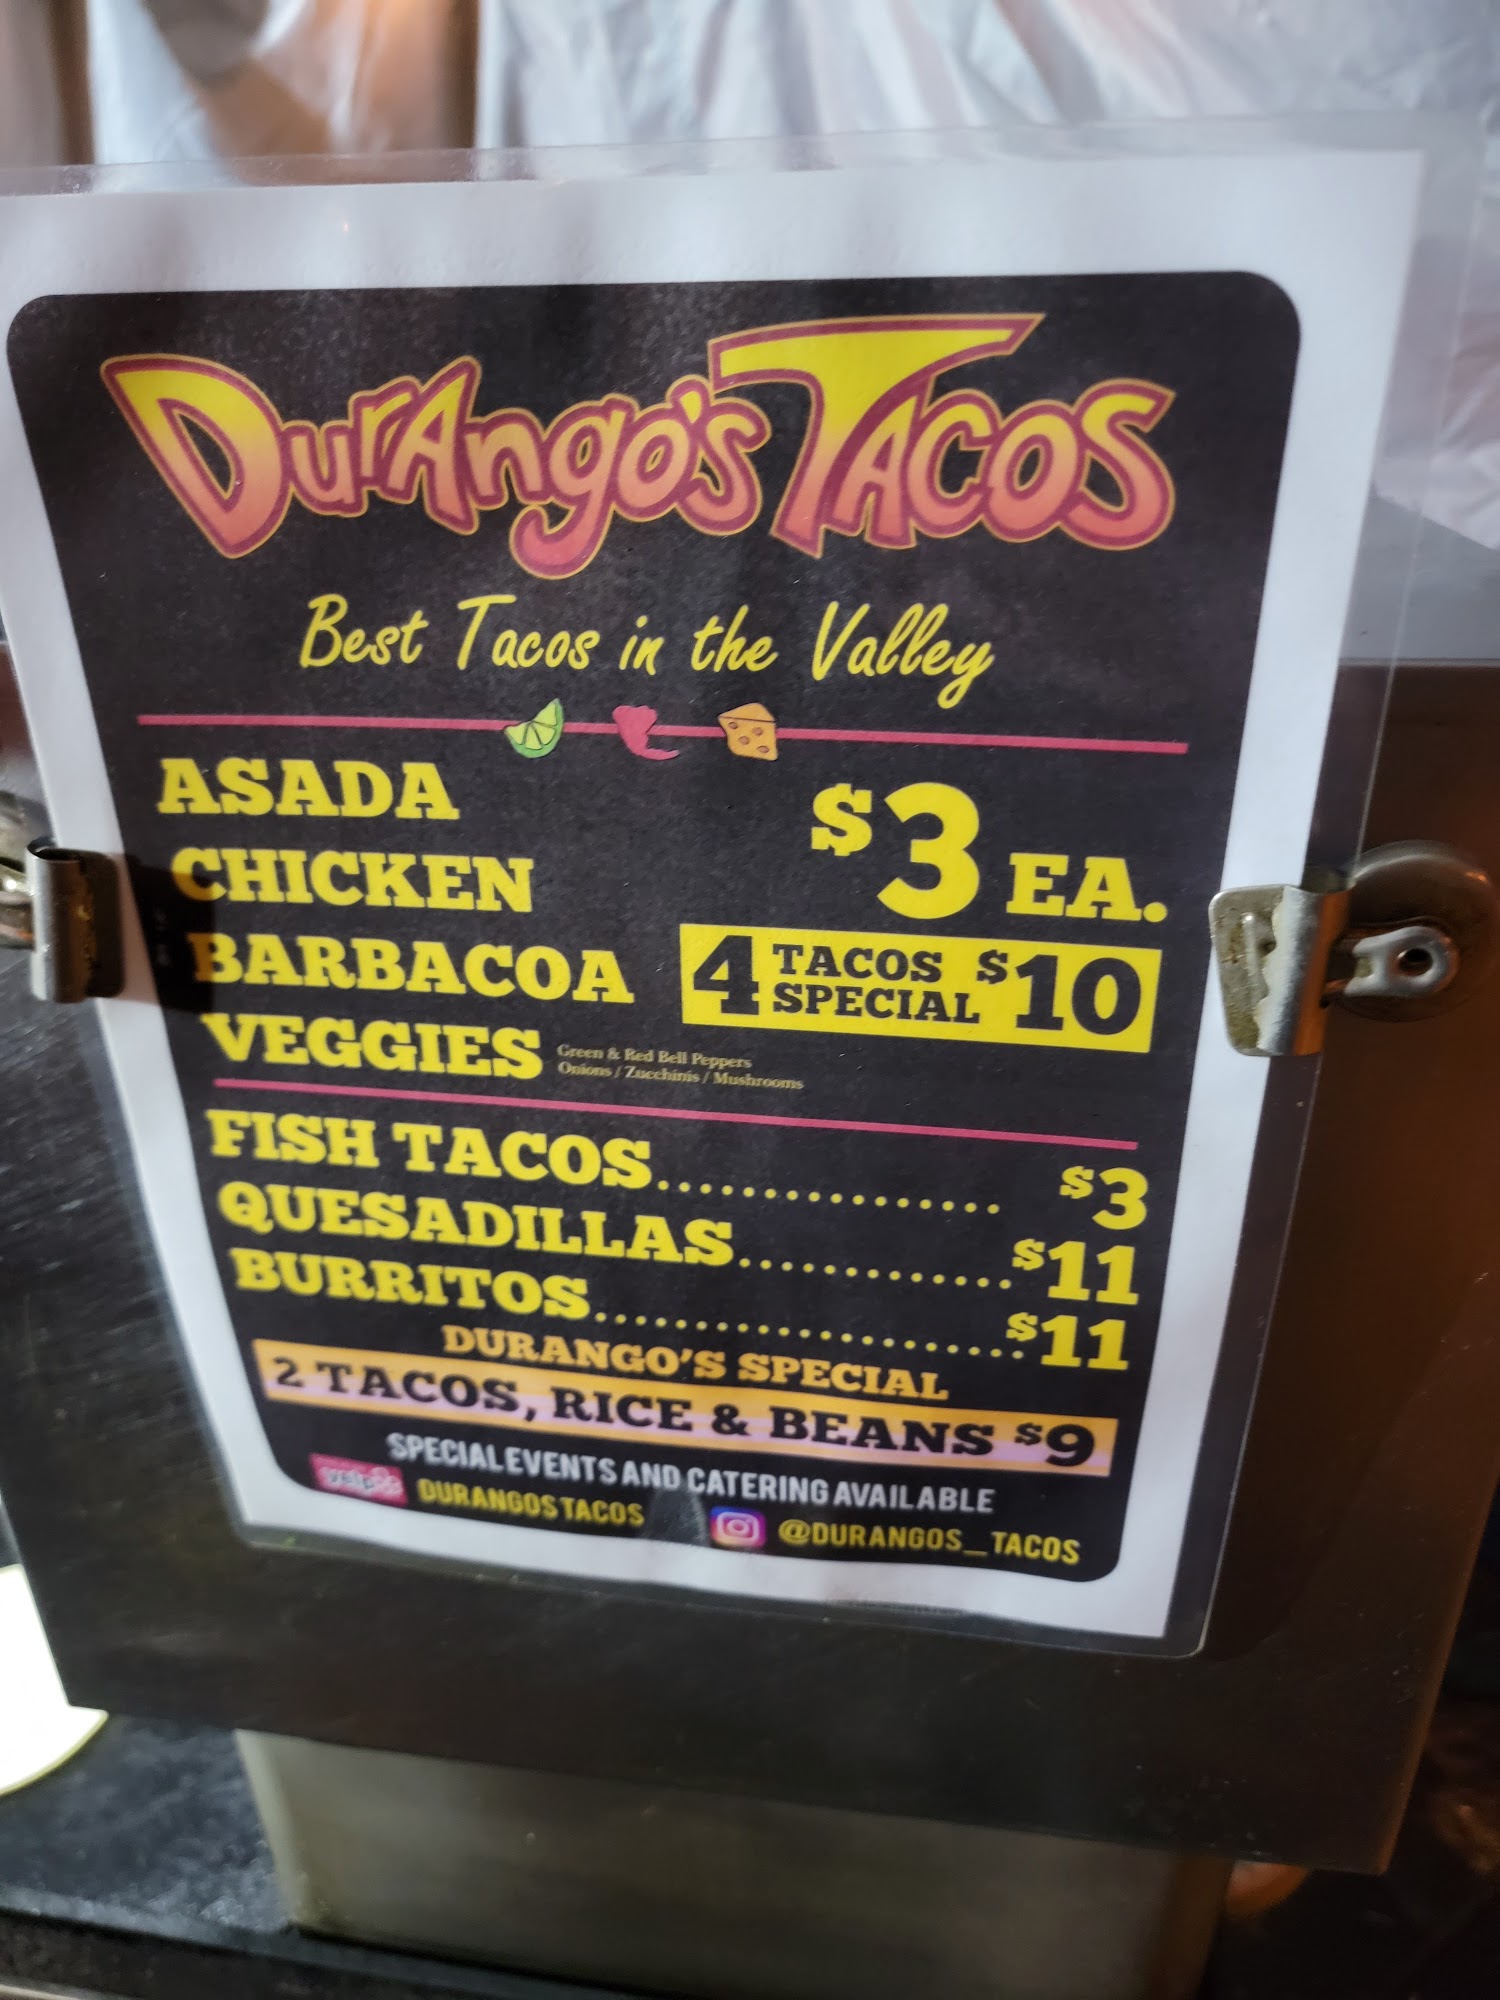 DurAngo's TACOS
Best Tacos in the Valley
ASADA
CHICKEN
BARBACOA
VEGGIES
Green & Red Bell Peppers
Onions / Zucchinis / Mushrooms
$3 EA.
4 TACOS SPECIAL $10
FISH TACOS................ $3
QUESADILLAS.............$11
BURRITOS....................$11
DURANGO'S SPECIAL
2 TACOS, RICE & BEANS $9
SPECIAL EVENTS AND CATERING AVAILABLE
yelp DURANGOS TACOS
@DURANGOS_TACOS